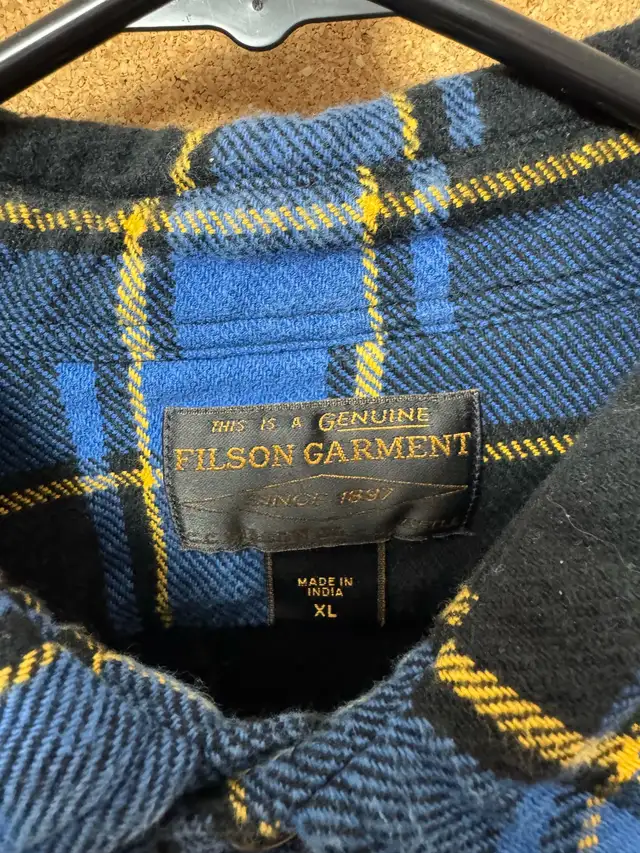 THIS IS A GENUINE
FILSON GARMENT
SINCE 1897
MADE IN
INDIA
XL